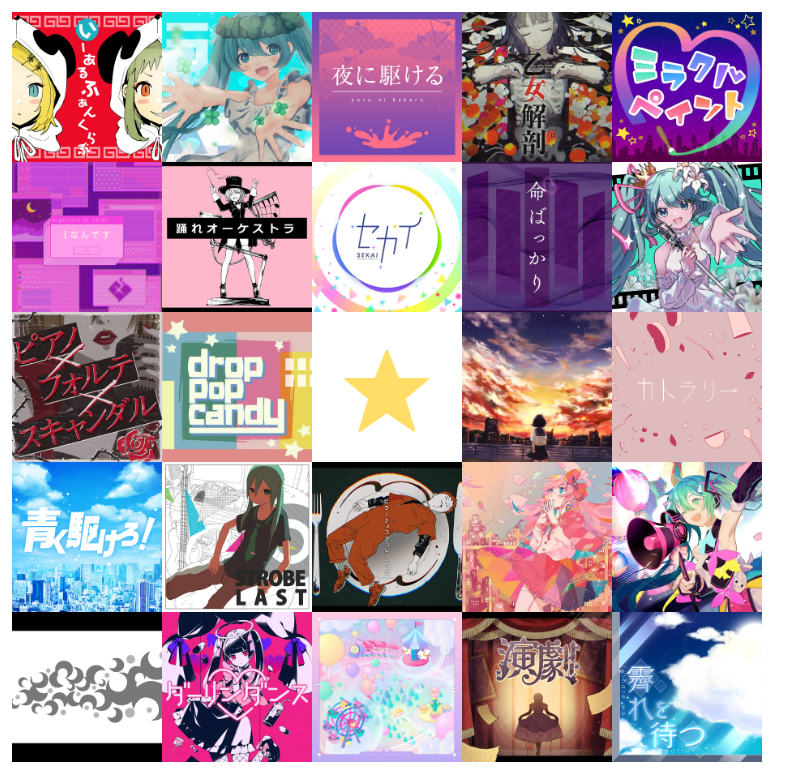 いーあるふぁんくらぶ
夜に駆ける
yoru ni kakeru
乙女解剖
ミラクル
ペイント
Iなんです
踊れオーケストラ
セカイ
SEKAI
命ばっかり
ピアノ
×
フォルテ
×
スキャンダル
drop
pop
candy
カトラリー
青く駆けろ!
STROBE
LAST
ダーリンダンス
演劇
霽れを待つ